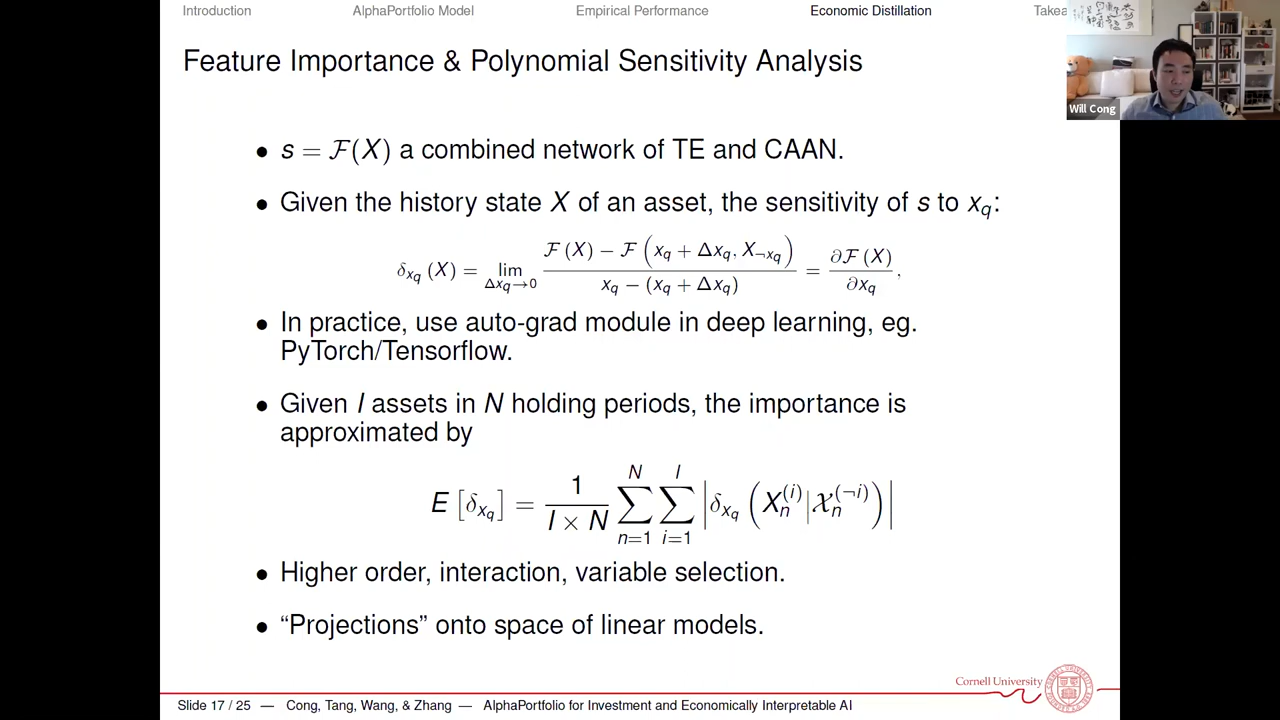 Introduction AlphaPortfolio Model Empirical Performance Economic Distillation Takea
Feature Importance & Polynomial Sensitivity Analysis
Will Cong
• s = ℱ(X) a combined network of TE and CAAN.
• Given the history state X of an asset, the sensitivity of s to x_q:
δ_{x_q}(X) = lim_{Δx_q→0} (ℱ(X) − ℱ(x_q + Δx_q, X_{¬x_q})) / (x_q − (x_q + Δx_q)) = ∂ℱ(X) / ∂x_q,
• In practice, use auto-grad module in deep learning, eg.
PyTorch/Tensorflow.
• Given I assets in N holding periods, the importance is
approximated by
E[δ_{x_q}] = 1 / (I × N) ∑_{n=1}^{N} ∑_{i=1}^{I} |δ_{x_q}(X_n^{(i)}|𝒳_n^{(¬i)})|
• Higher order, interaction, variable selection.
• “Projections” onto space of linear models.
Cornell University
Slide 17 / 25 — Cong, Tang, Wang, & Zhang — AlphaPortfolio for Investment and Economically Interpretable AI